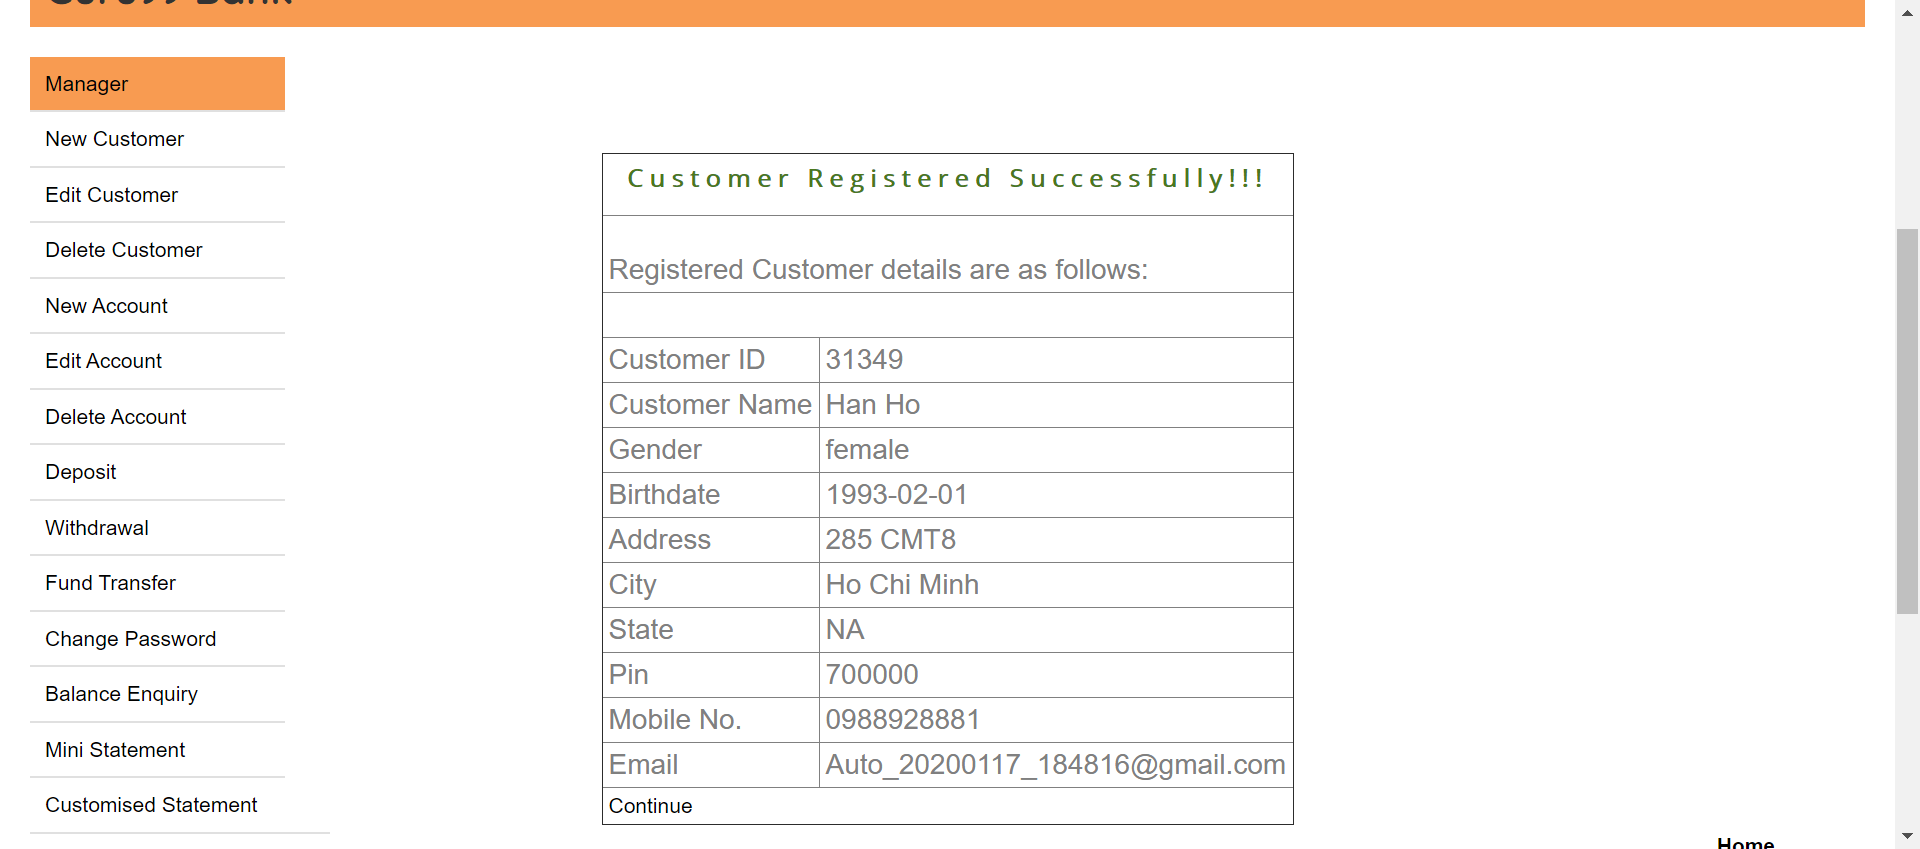 Guru99 Bank
Manager
New Customer
Edit Customer
Delete Customer
New Account
Edit Account
Delete Account
Deposit
Withdrawal
Fund Transfer
Change Password
Balance Enquiry
Mini Statement
Customised Statement
Customer Registered Successfully!!!
Registered Customer details are as follows:
Customer ID 31349
Customer Name Han Ho
Gender female
Birthdate 1993-02-01
Address 285 CMT8
City Ho Chi Minh
State NA
Pin 700000
Mobile No. 0988928881
Email Auto_20200117_184816@gmail.com
Continue
Home